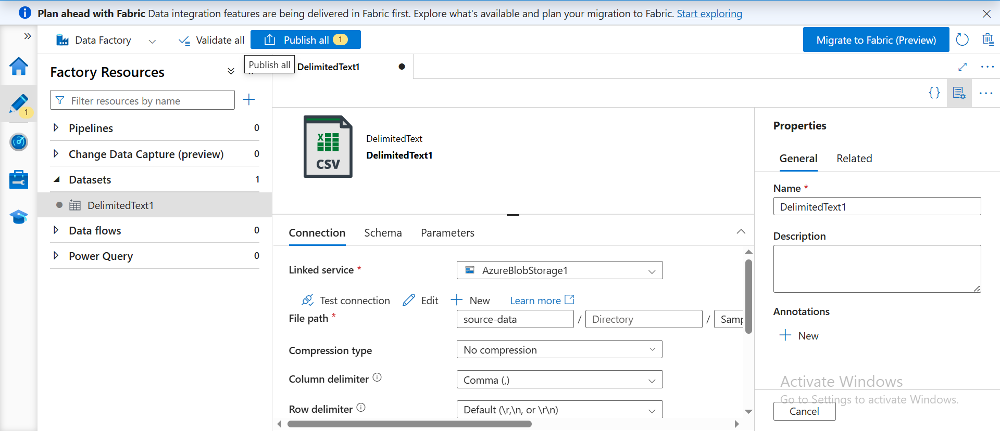 Plan ahead with Fabric Data integration features are being delivered in Fabric first. Explore what's available and plan your migration to Fabric. Start exploring
Data Factory
Validate all
Publish all 1
Migrate to Fabric (Preview)
Publish all
Factory Resources
DelimitedText1
Filter resources by name
1
Pipelines 0
Change Data Capture (preview) 0
Datasets 1
DelimitedText1
Data flows 0
Power Query 0
X
CSV
DelimitedText
DelimitedText1
Connection Schema Parameters
Linked service * AzureBlobStorage1
Test connection Edit New Learn more
File path * source-data / Directory / Samp
Compression type No compression
Column delimiter Comma (,)
Row delimiter Default (\r,\n, or \r\n)
Properties
General Related
Name *
DelimitedText1
Description
Annotations
New
Activate Windows
Go to Settings to activate Windows.
Cancel